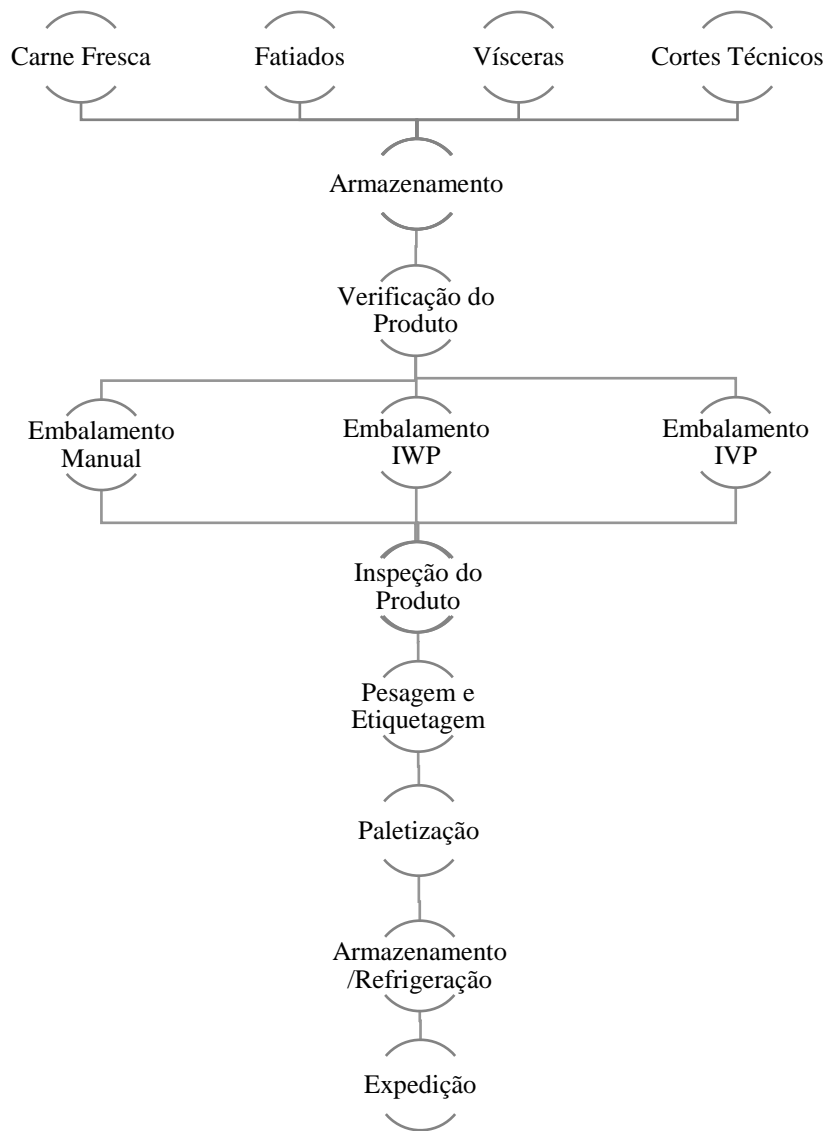 Carne Fresca
Fatiados
Vísceras
Cortes Técnicos
Armazenamento
Verificação do
Produto
Embalamento
Manual
Embalamento
IWP
Embalamento
IVP
Inspeção do
Produto
Pesagem e
Etiquetagem
Paletização
Armazenamento
/Refrigeração
Expedição